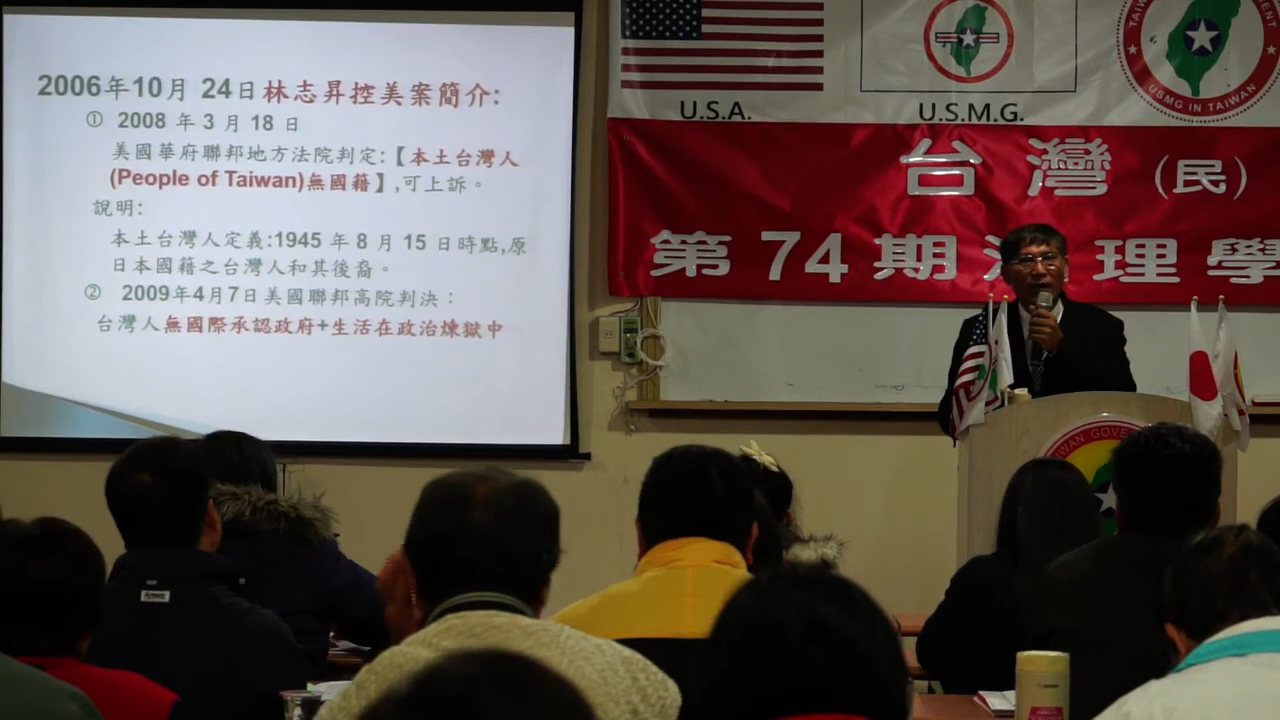 2006年10月 24日林志昇控美案簡介:
① 2008 年 3 月 18 日
美國華府聯邦地方法院判定:【本土台灣人
(People of Taiwan)無國籍】,可上訴。
說明:
本土台灣人定義:1945 年 8 月 15 日時點,原
日本國籍之台灣人和其後裔。
② 2009年4月7日美國聯邦高院判決：
台灣人無國際承認政府+生活在政治煉獄中
U.S.A.
U.S.M.G.
USMG IN TAIWAN
台灣(民)
第74期 理學
TAIWAN GOVER